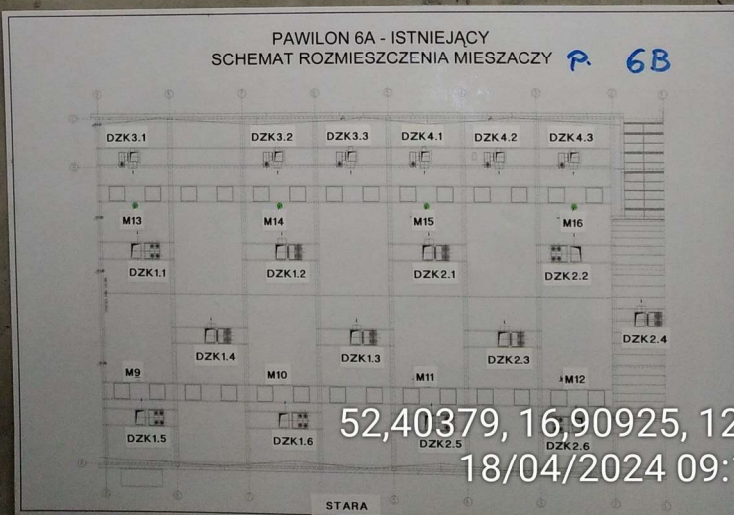 PAWILON 6A - ISTNIEJĄCY
SCHEMAT ROZMIESZCZENIA MIESZACZY P. 6B
DZK3.1 DZK3.2 DZK3.3 DZK4.1 DZK4.2 DZK4.3
M13 M14 M15 M16
DZK1.1 DZK1.2 DZK2.1 DZK2.2
DZK2.4
DZK1.4 DZK1.3 DZK2.3
M9 M10 M11 M12
DZK1.5 DZK1.6 DZK2.5 DZK2.6
52,40379, 16,90925, 12
18/04/2024 09:
STARA